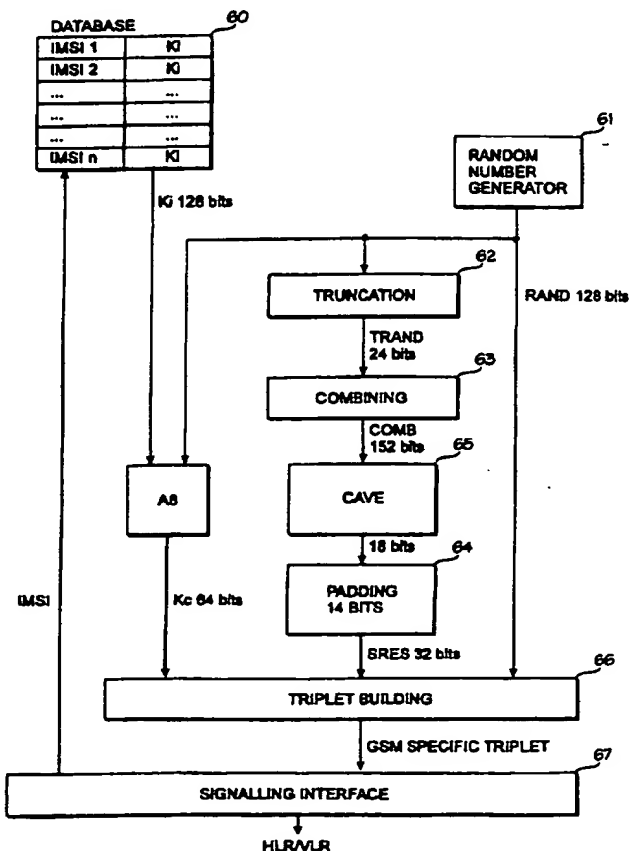 DATABASE
60
IMSI 1 Ki
IMSI 2 Ki
... ...
... ...
... ...
IMSI n Ki
61
RANDOM
NUMBER
GENERATOR
Ki 128 bits
62
TRUNCATION
RAND 128 bits
TRAND
24 bits
63
COMBINING
COMB
152 bits
65
A8
CAVE
18 bits
64
PADDING
14 BITS
IMSI
Kc 64 bits
SRES 32 bits
66
TRIPLET BUILDING
GSM SPECIFIC TRIPLET
67
SIGNALLING INTERFACE
HLR/VLR